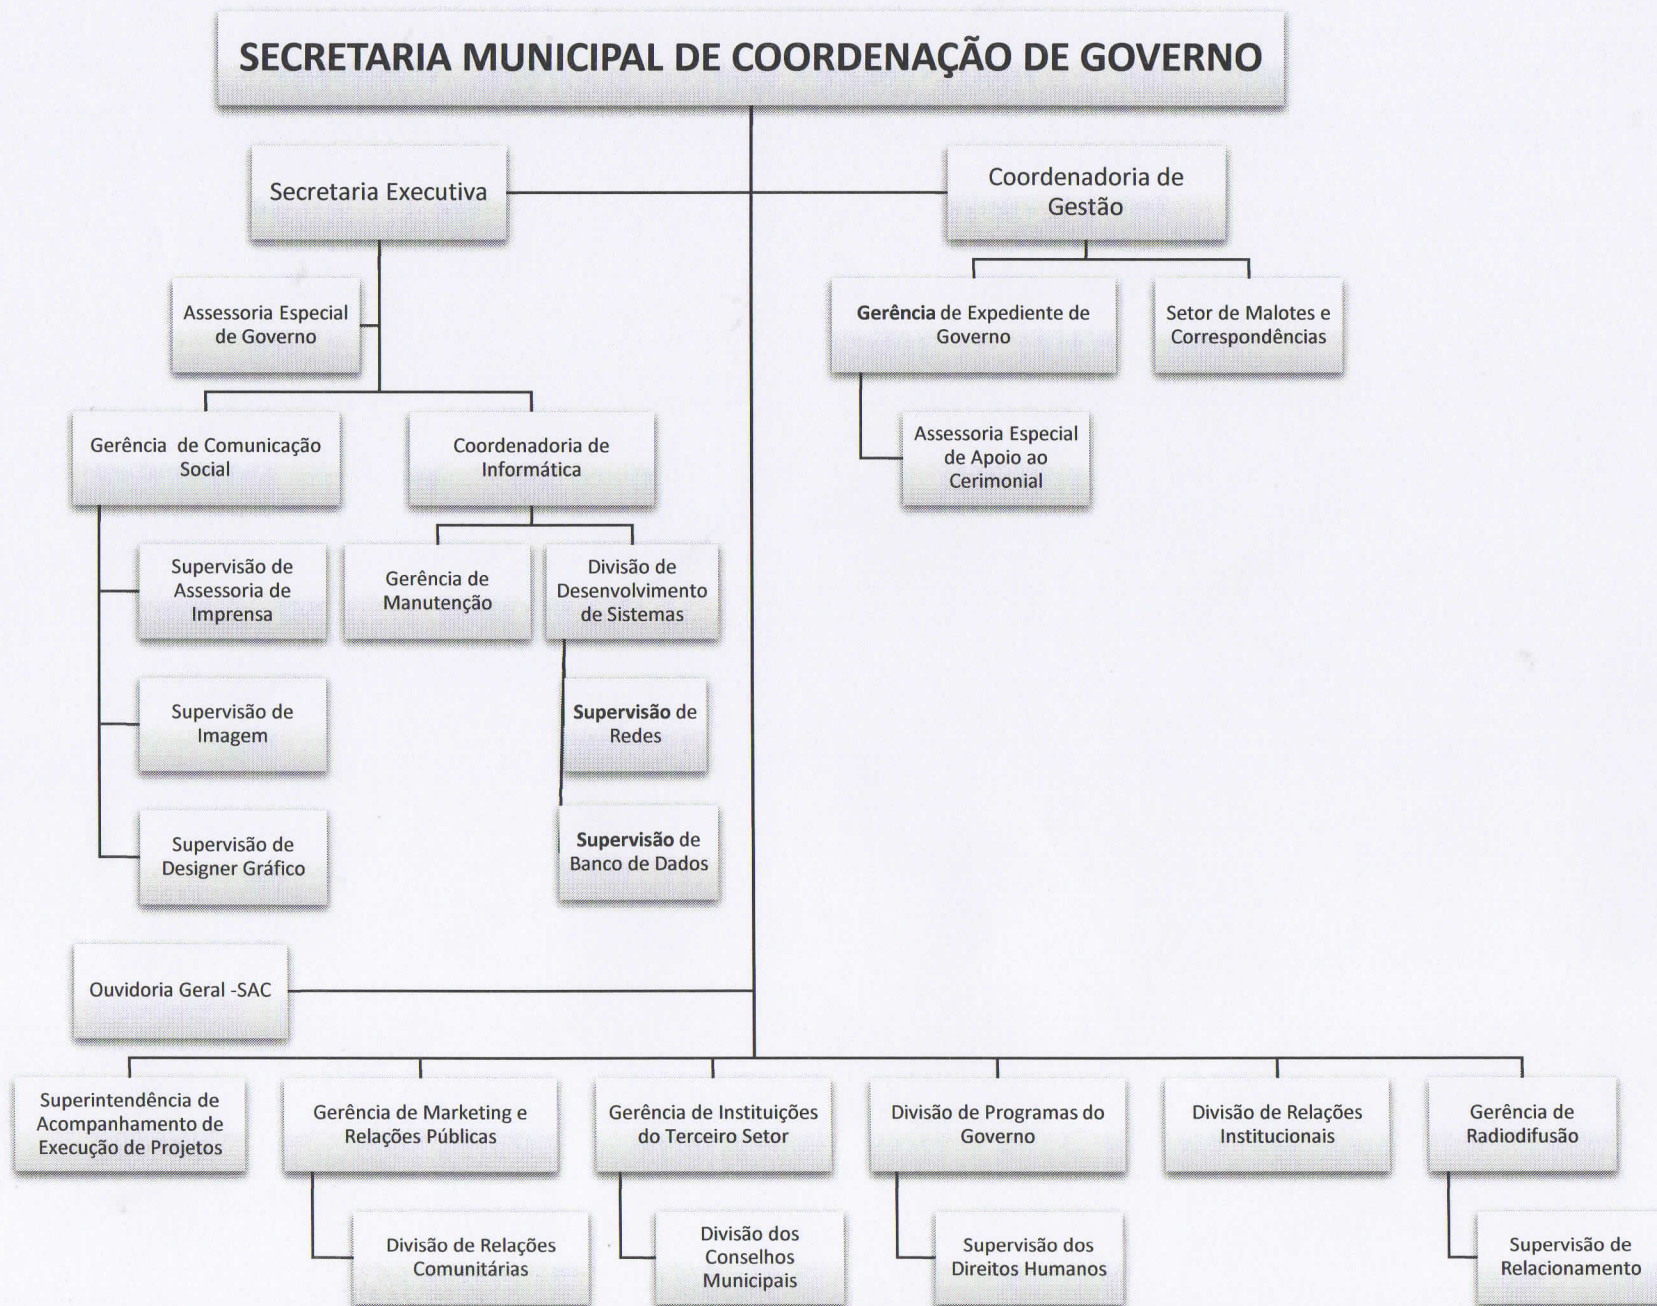 SECRETARIA MUNICIPAL DE COORDENAÇÃO DE GOVERNO
Secretaria Executiva
Coordenadoria de
Gestão
Assessoria Especial
de Governo
Gerência de Expediente de
Governo
Setor de Malotes e
Correspondências
Gerência de Comunicação
Social
Coordenadoria de
Informática
Assessoria Especial
de Apoio ao
Cerimonial
Supervisão de
Assessoria de
Imprensa
Gerência de
Manutenção
Divisão de
Desenvolvimento
de Sistemas
Supervisão de
Imagem
Supervisão de
Redes
Supervisão de
Designer Gráfico
Supervisão de
Banco de Dados
Ouvidoria Geral -SAC
Superintendência de
Acompanhamento de
Execução de Projetos
Gerência de Marketing e
Relações Públicas
Gerência de Instituições
do Terceiro Setor
Divisão de Programas do
Governo
Divisão de Relações
Institucionais
Gerência de
Radiodifusão
Divisão de Relações
Comunitárias
Divisão dos
Conselhos
Municipais
Supervisão dos
Direitos Humanos
Supervisão de
Relacionamento